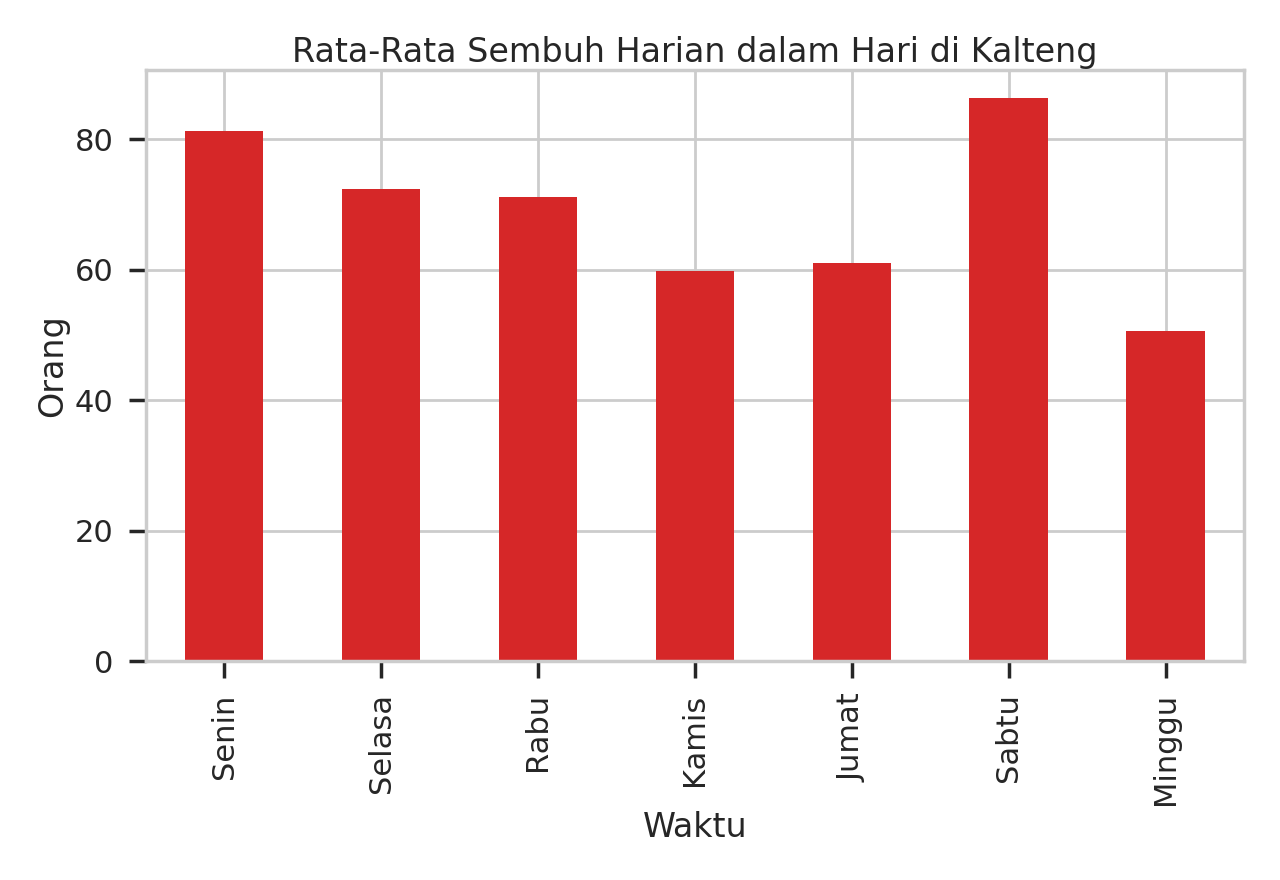 Rata-Rata Sembuh Harian dalam Hari di Kalteng
80
60
40
20
0
Orang
Senin
Selasa
Rabu
Kamis
Jumat
Sabtu
Minggu
Waktu